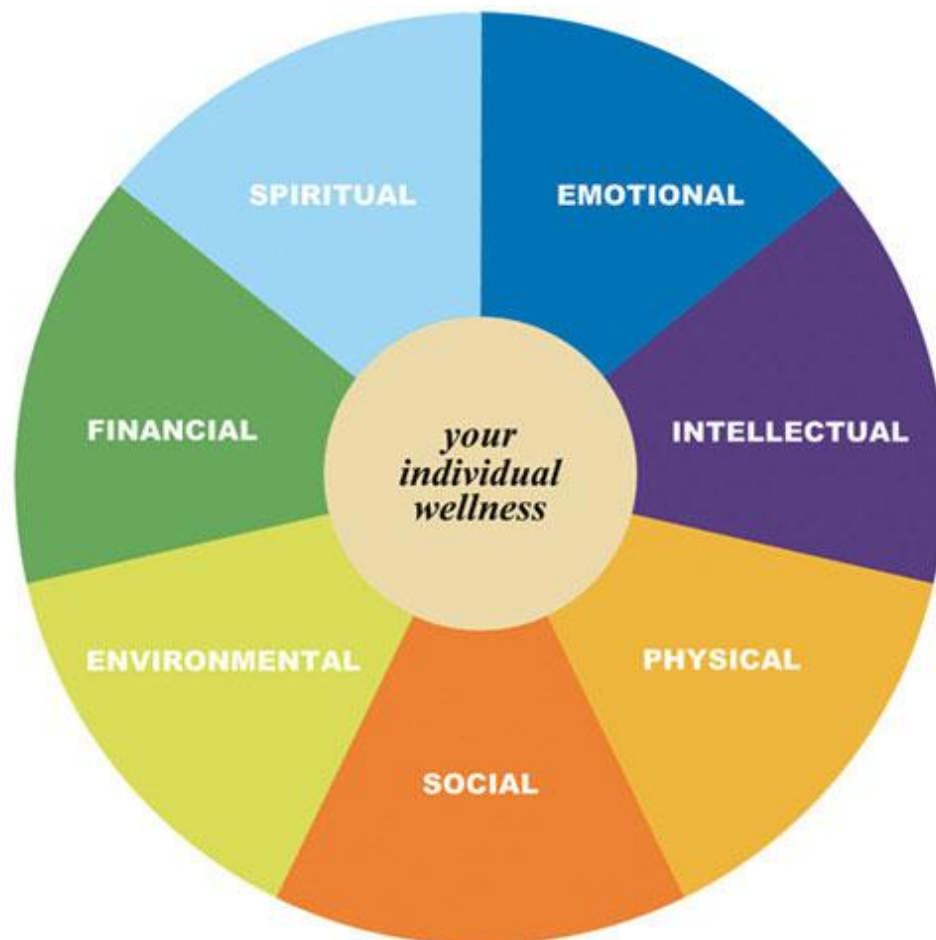 SPIRITUAL
EMOTIONAL
FINANCIAL
INTELLECTUAL
your
individual
wellness
ENVIRONMENTAL
PHYSICAL
SOCIAL